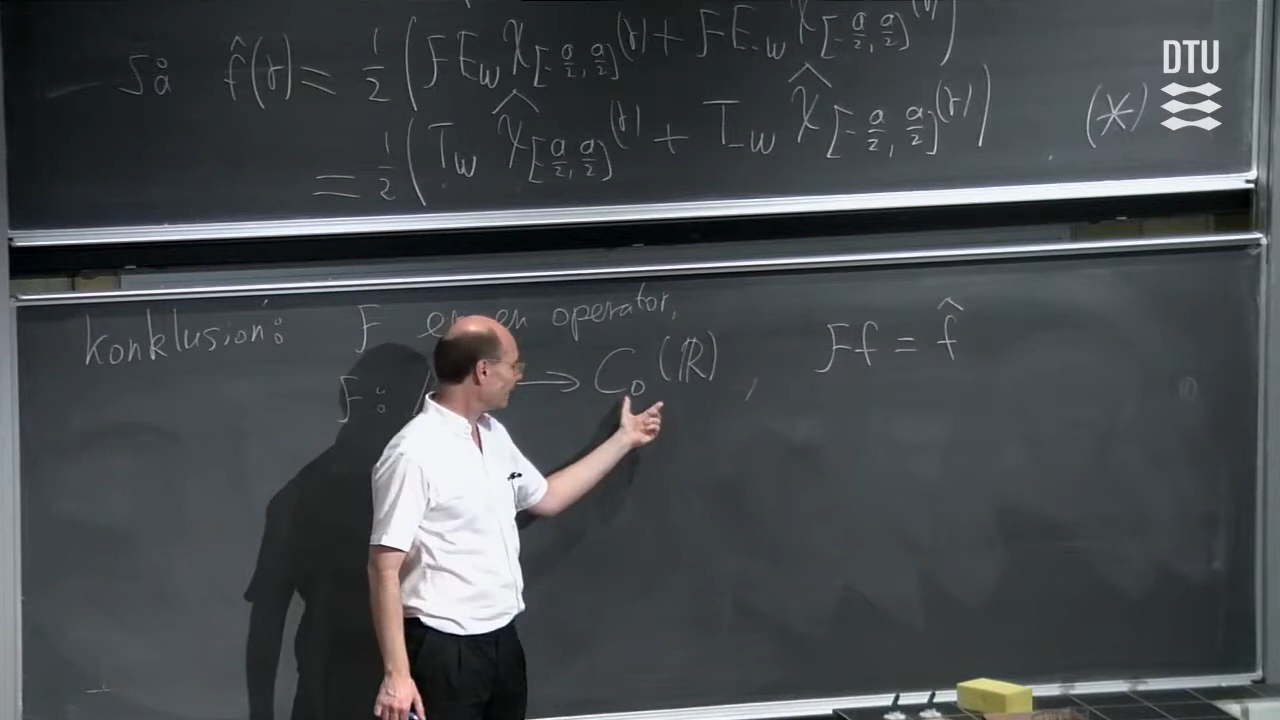 DTU
Så f̂(γ) = 1/2 (F E_w χ_[-a/2, a/2](γ) + F E_-w χ_[-a/2, a/2](γ))
= 1/2 (T_w χ̂_[-a/2, a/2](γ) + T_-w χ̂_[-a/2, a/2](γ)) (*)
Konklusion: F er en operator,
F: → C₀(ℝ), Ff = f̂